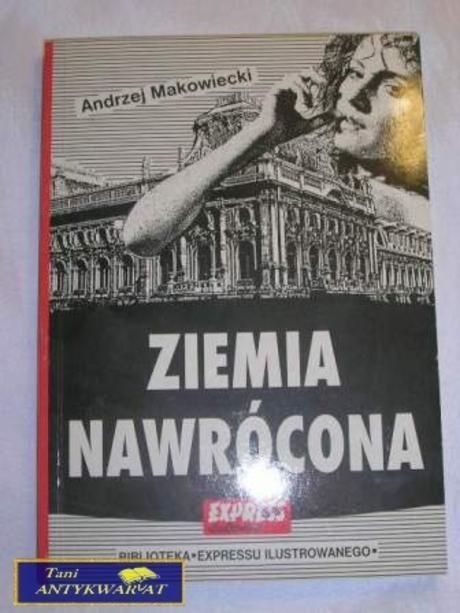 Andrzej Makowiecki
ZIEMIA
NAWRÓCONA
EXPRESS
BIBLIOTEKA•EXPRESSU ILUSTROWANEGO•
Tani
ANTYKWARIAT